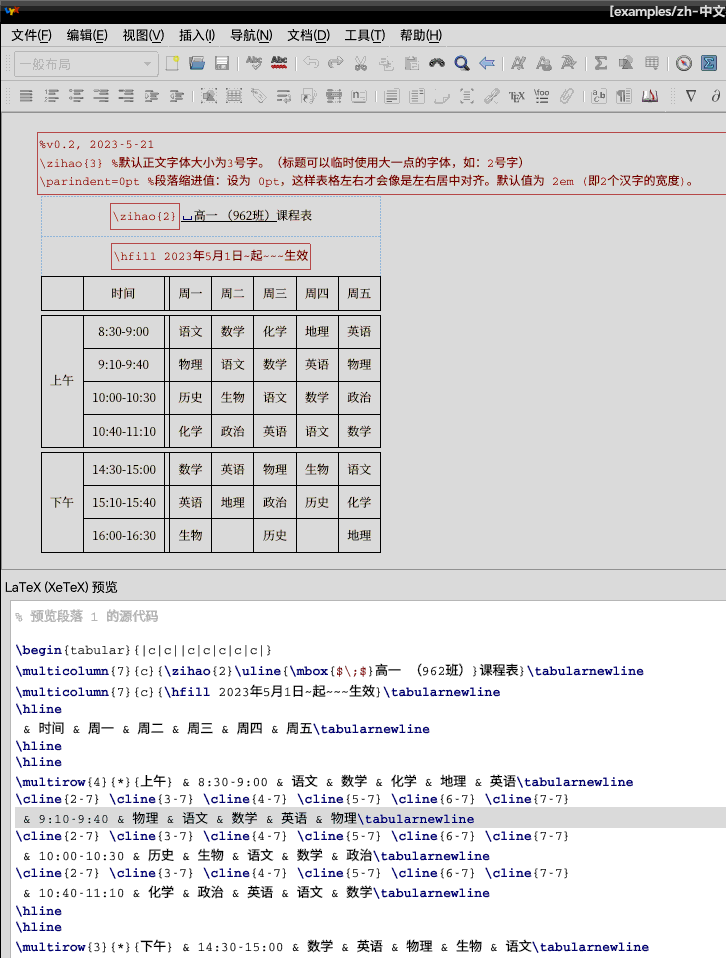 [examples/zh-中文
文件(F) 编辑(E) 视图(V) 插入(I) 导航(N) 文档(D) 工具(T) 帮助(H)
一般布局
%v0.2, 2023-5-21
\zihao{3} %默认正文字体大小为3号字。（标题可以临时使用大一点的字体，如：2号字）
\parindent=0pt %段落缩进值：设为 0pt，这样表格左右才会像是左右居中对齐。默认值为 2em (即2个汉字的宽度)。
\zihao{2} 高一 （962班）课程表
\hfill 2023年5月1日~起~~~生效
时间 周一 周二 周三 周四 周五
上午 8:30-9:00 语文 数学 化学 地理 英语
9:10-9:40 物理 语文 数学 英语 物理
10:00-10:30 历史 生物 语文 数学 政治
10:40-11:10 化学 政治 英语 语文 数学
下午 14:30-15:00 数学 英语 物理 生物 语文
15:10-15:40 英语 地理 政治 历史 化学
16:00-16:30 生物 历史 地理
LaTeX (XeTeX) 预览
% 预览段落 1 的源代码
\begin{tabular}{|c|c||c|c|c|c|c|}
\multicolumn{7}{c}{\zihao{2}\uline{\mbox{$\;$}高一 （962班）}课程表}\tabularnewline
\multicolumn{7}{c}{\hfill 2023年5月1日~起~~~生效}\tabularnewline
\hline
& 时间 & 周一 & 周二 & 周三 & 周四 & 周五\tabularnewline
\hline
\hline
\multirow{4}{*}{上午} & 8:30-9:00 & 语文 & 数学 & 化学 & 地理 & 英语\tabularnewline
\cline{2-7} \cline{3-7} \cline{4-7} \cline{5-7} \cline{6-7} \cline{7-7}
& 9:10-9:40 & 物理 & 语文 & 数学 & 英语 & 物理\tabularnewline
\cline{2-7} \cline{3-7} \cline{4-7} \cline{5-7} \cline{6-7} \cline{7-7}
& 10:00-10:30 & 历史 & 生物 & 语文 & 数学 & 政治\tabularnewline
\cline{2-7} \cline{3-7} \cline{4-7} \cline{5-7} \cline{6-7} \cline{7-7}
& 10:40-11:10 & 化学 & 政治 & 英语 & 语文 & 数学\tabularnewline
\hline
\hline
\multirow{3}{*}{下午} & 14:30-15:00 & 数学 & 英语 & 物理 & 生物 & 语文\tabularnewline